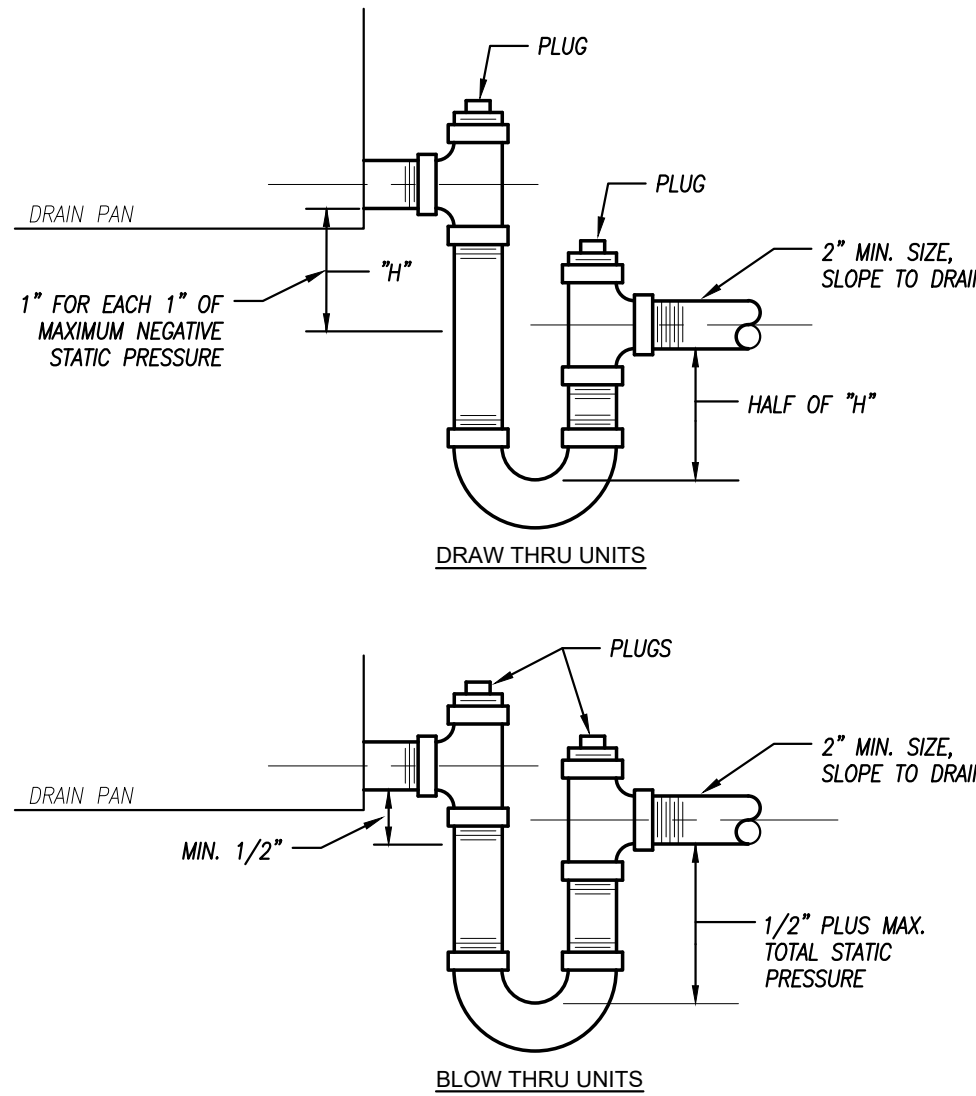 PLUG
PLUG
DRAIN PAN
"H"
2" MIN. SIZE,
SLOPE TO DRAIN
1" FOR EACH 1" OF
MAXIMUM NEGATIVE
STATIC PRESSURE
HALF OF "H"
DRAW THRU UNITS
PLUGS
2" MIN. SIZE,
SLOPE TO DRAIN
DRAIN PAN
MIN. 1/2"
1/2" PLUS MAX.
TOTAL STATIC
PRESSURE
BLOW THRU UNITS